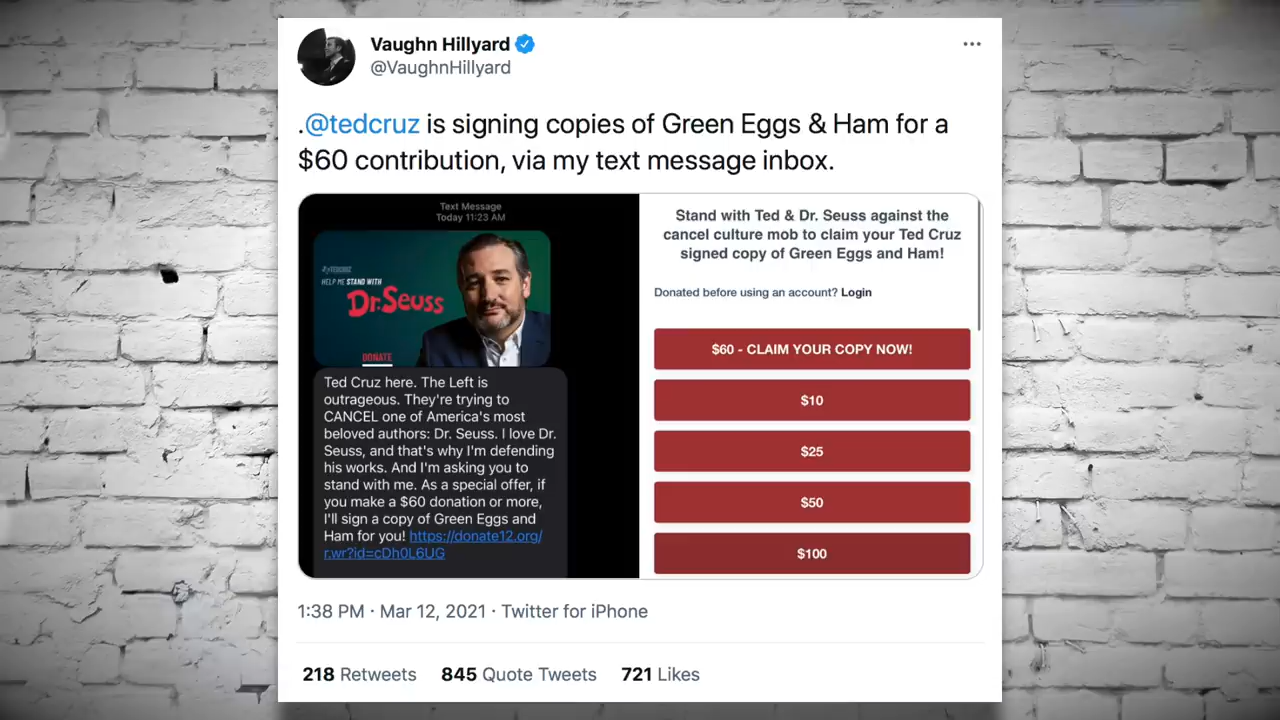 Vaughn Hillyard
@VaughnHillyard
.@tedcruz is signing copies of Green Eggs & Ham for a
$60 contribution, via my text message inbox.
Text Message
Today 11:23 AM
HELP ME STAND WITH
Dr. Seuss
DONATE
Ted Cruz here. The Left is
outrageous. They're trying to
CANCEL one of America's most
beloved authors: Dr. Seuss. I love Dr.
Seuss, and that's why I'm defending
his works. And I'm asking you to
stand with me. As a special offer, if
you make a $60 donation or more,
I'll sign a copy of Green Eggs and
Ham for you! https://donate12.org/
r.wr?id=cDh0L6UG
Stand with Ted & Dr. Seuss against the
cancel culture mob to claim your Ted Cruz
signed copy of Green Eggs and Ham!
Donated before using an account? Login
$60 - CLAIM YOUR COPY NOW!
$10
$25
$50
$100
1:38 PM · Mar 12, 2021 · Twitter for iPhone
218 Retweets 845 Quote Tweets 721 Likes